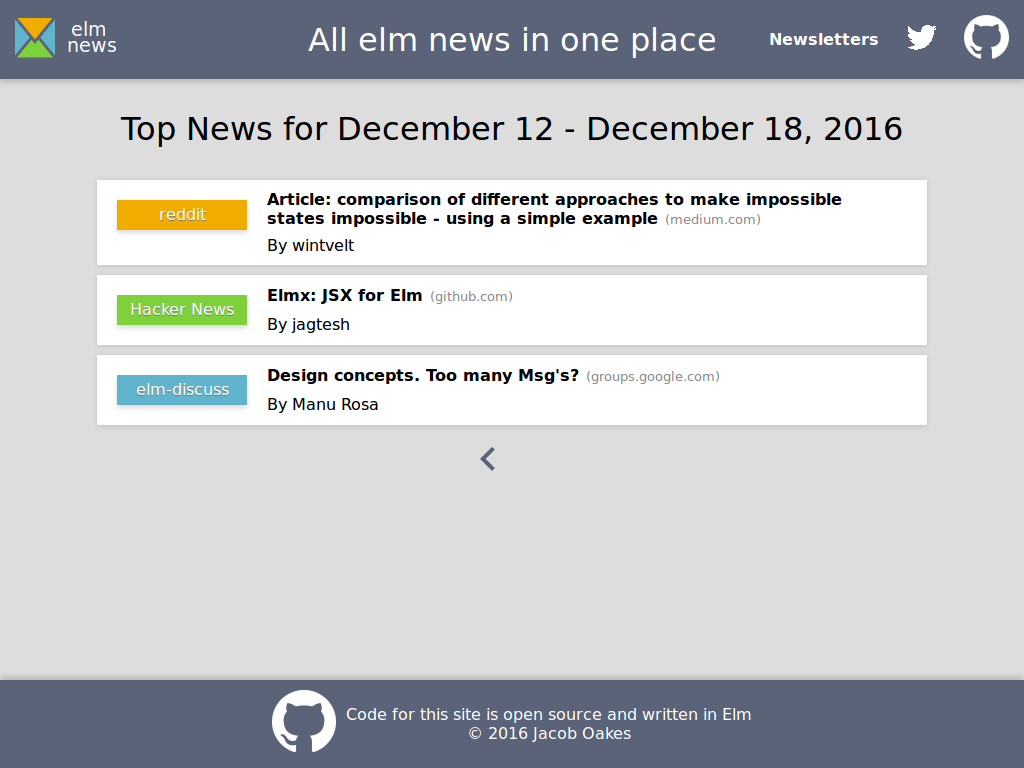 elm
news
All elm news in one place
Newsletters
Top News for December 12 - December 18, 2016
reddit
Article: comparison of different approaches to make impossible
states impossible - using a simple example (medium.com)
By wintvelt
Hacker News
Elmx: JSX for Elm (github.com)
By jagtesh
elm-discuss
Design concepts. Too many Msg's? (groups.google.com)
By Manu Rosa
Code for this site is open source and written in Elm
© 2016 Jacob Oakes